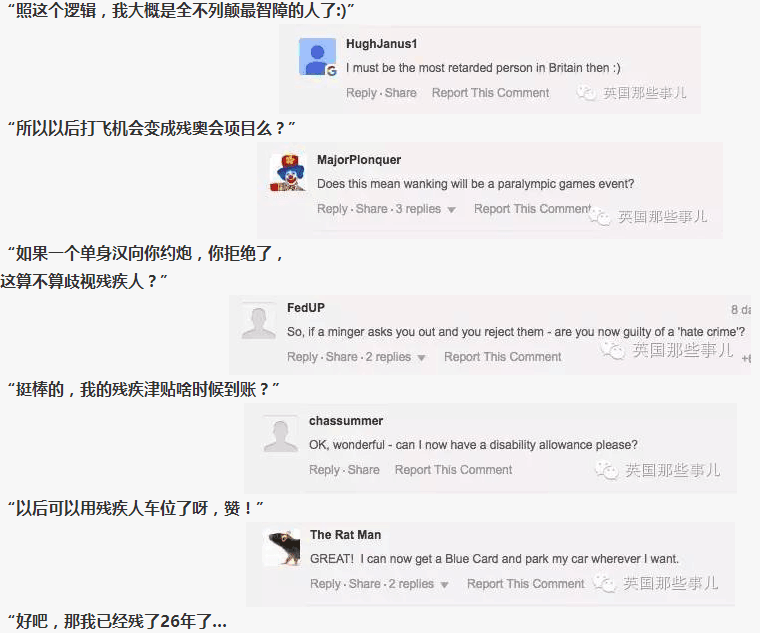 “照这个逻辑，我大概是全不列颠最智障的人了:)”
HughJanus1
I must be the most retarded person in Britain then :)
Reply · Share Report This Comment 英国那些事儿
“所以以后打飞机会变成残奥会项目么？”
MajorPlonquer
Does this mean wanking will be a paralympic games event?
Reply · Share · 3 replies Report This Comment 英国那些事儿
“如果一个单身汉向你约炮，你拒绝了，
这算不算歧视残疾人？”
FedUP 8 da
So, if a minger asks you out and you reject them - are you now guilty of a 'hate crime'?
Reply · Share · 2 replies Report This Comment 英国那些事儿
“挺棒的，我的残疾津贴啥时候到账？”
chassummer
OK, wonderful - can I now have a disability allowance please?
Reply · Share Report This Comment 英国那些事儿
“以后可以用残疾人车位了呀，赞！”
The Rat Man
GREAT! I can now get a Blue Card and park my car wherever I want.
Reply · Share · 2 replies Report This Comment 英国那些事儿
“好吧，那我已经残了26年了...